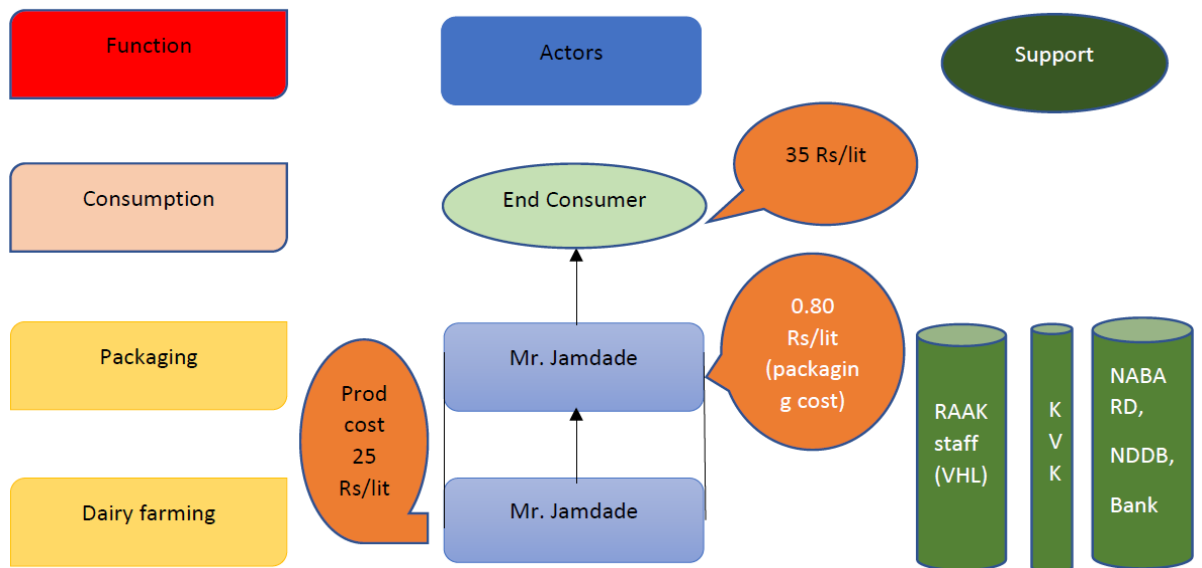 Function
Actors
Support
Consumption
End Consumer
35 Rs/lit
Packaging
Mr. Jamdade
0.80
Rs/lit
(packagin
g cost)
Prod
cost
25
Rs/lit
Dairy farming
Mr. Jamdade
RAAK
staff
(VHL)
K
V
K
NABA
RD,
NDDB,
Bank